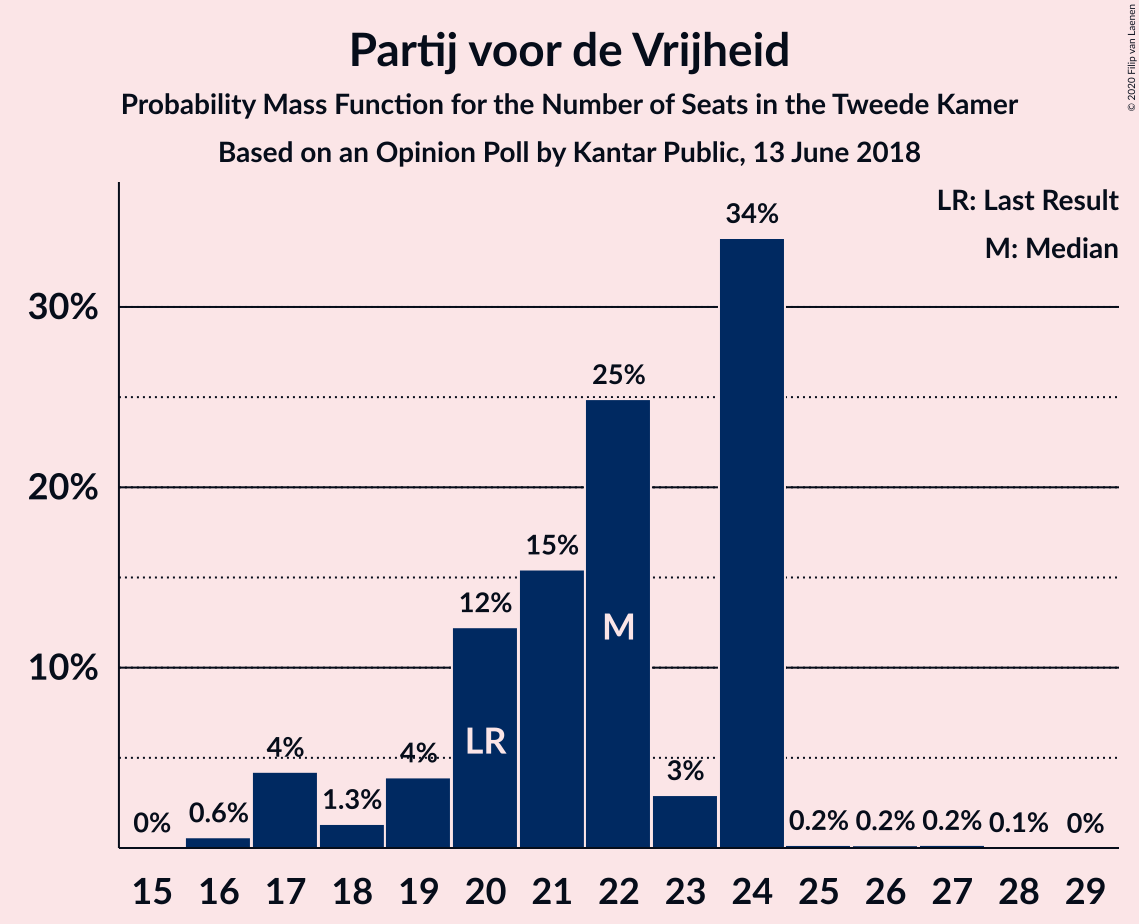 Partij voor de Vrijheid
Probability Mass Function for the Number of Seats in the Tweede Kamer
Based on an Opinion Poll by Kantar Public, 13 June 2018
© 2020 Filip van Laenen
LR: Last Result
M: Median
34%
30%
25%
20%
15%
12%
M
10%
LR
4%
4%
3%
1.3%
0.6%
0%
0.2%
0.2%
0.2%
0.1%
0%
15 16 17 18 19 20 21 22 23 24 25 26 27 28 29